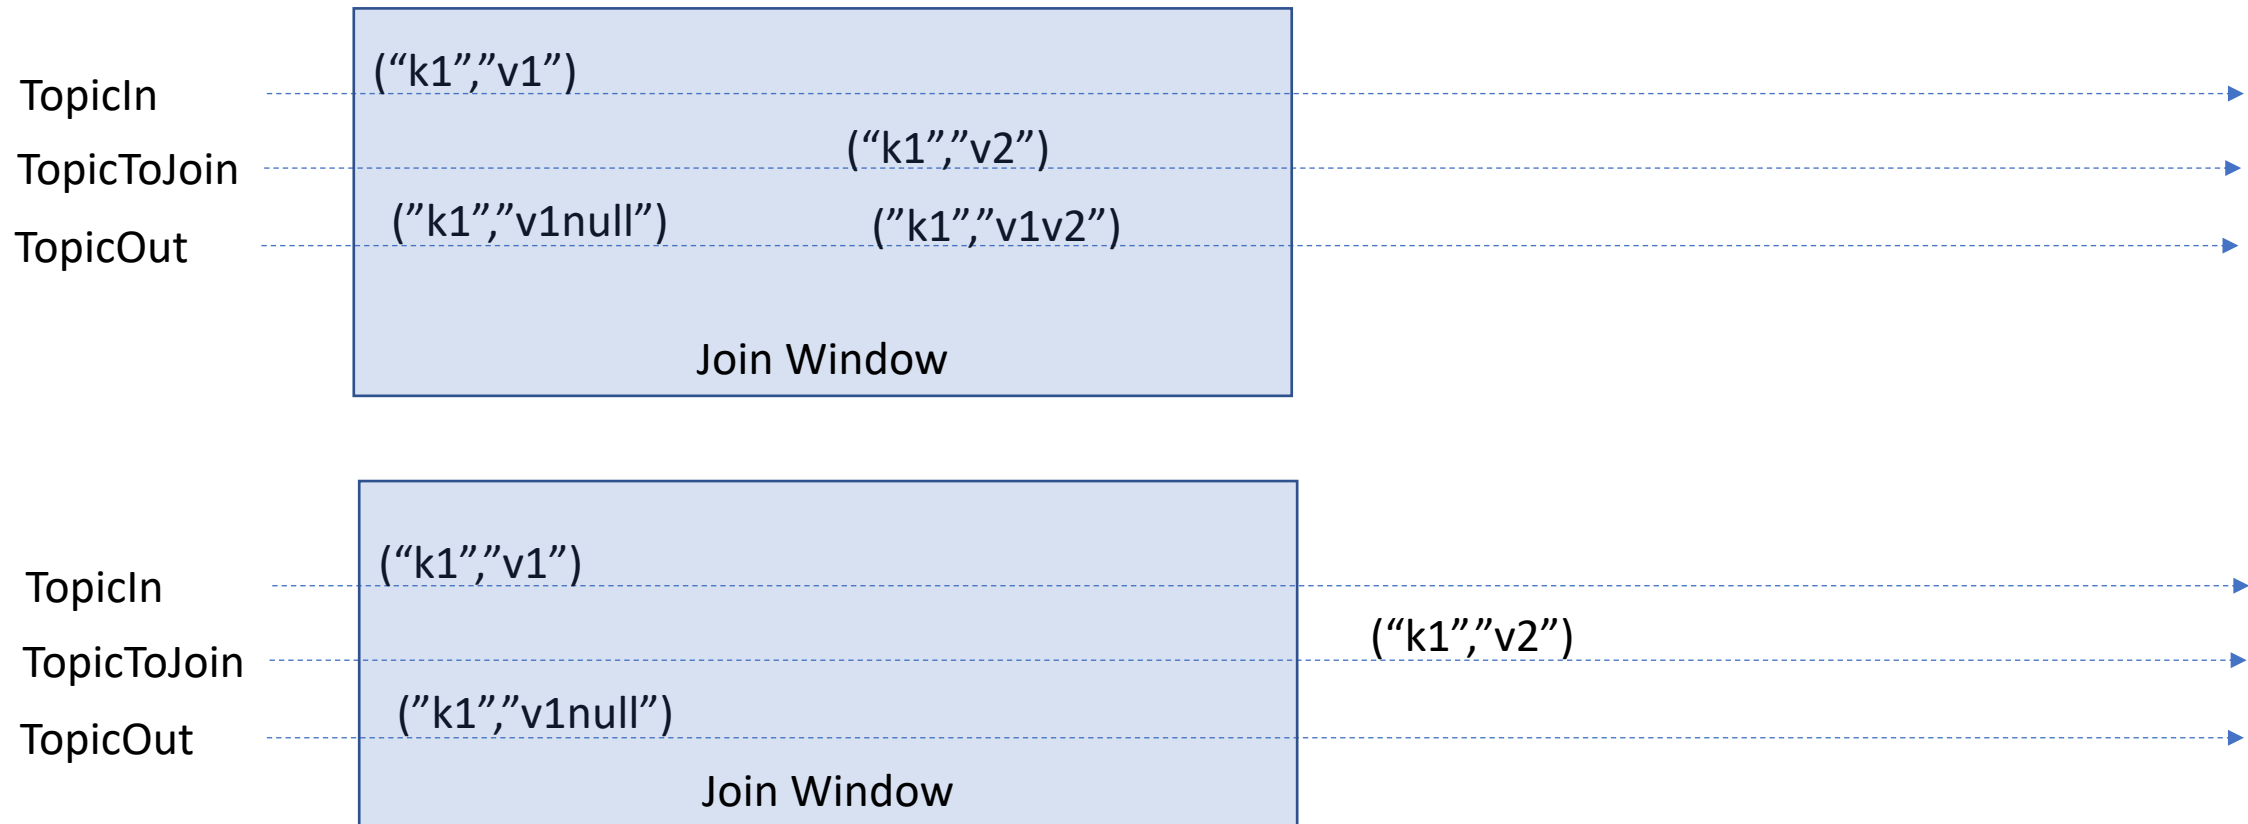 (“k1”,”v1”)
TopicIn
(“k1”,”v2”)
TopicToJoin
(”k1”,”v1null”) (”k1”,”v1v2”)
TopicOut
Join Window
(“k1”,”v1”)
TopicIn
(“k1”,”v2”)
TopicToJoin
(”k1”,”v1null”)
TopicOut
Join Window